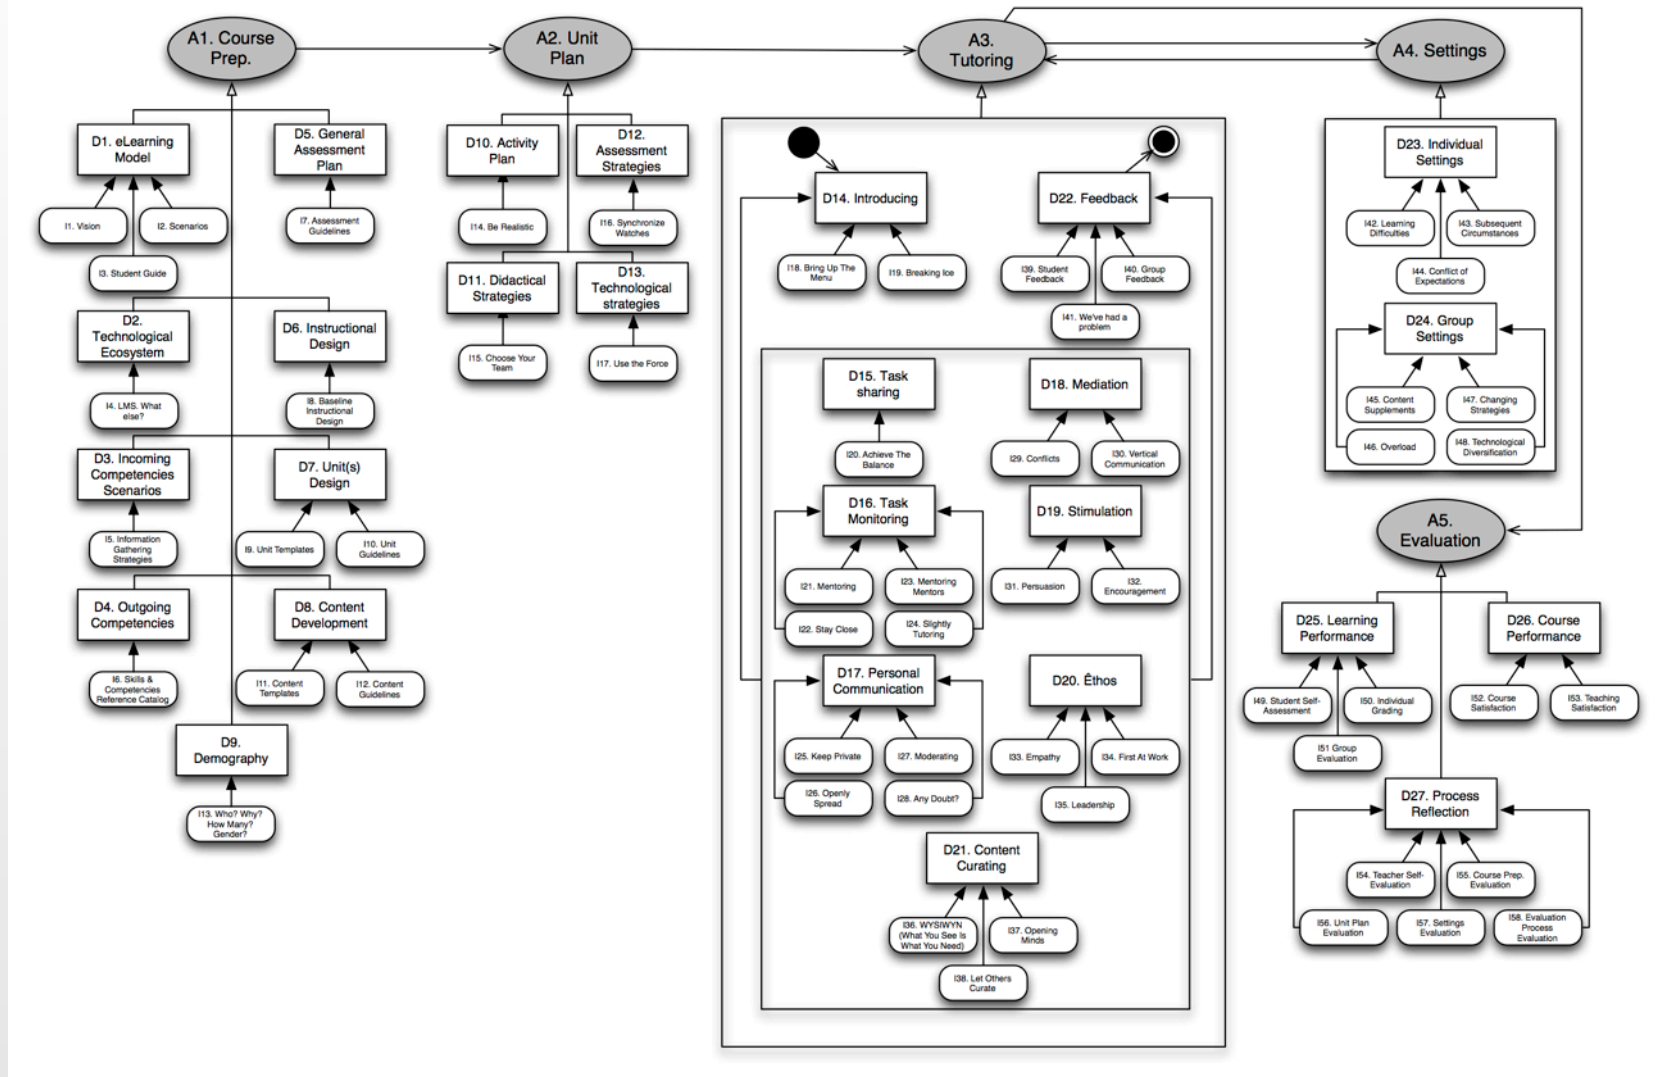 A1. Course
Prep.
A2. Unit
Plan
A3.
Tutoring
A4. Settings
D1. eLearning
Model
D5. General
Assessment
Plan
I1. Vision
I2. Scenarios
I7. Assessment
Guidelines
I3. Student Guide
D2.
Technological
Ecosystem
D6. Instructional
Design
I4. LMS. What
else?
I8. Baseline
Instructional
Design
D3. Incoming
Competencies
Scenarios
D7. Unit(s)
Design
I5. Information
Gathering
Strategies
I9. Unit Templates
I10. Unit
Guidelines
D4. Outgoing
Competencies
D8. Content
Development
I6. Skills &
Competencies
Reference Catalog
I11. Content
Templates
I12. Content
Guidelines
D9.
Demography
I13. Who? Why?
How Many?
Gender?
D10. Activity
Plan
D12.
Assessment
Strategies
I14. Be Realistic
I16. Synchronize
Watches
D11. Didactical
Strategies
D13.
Technological
strategies
I15. Choose Your
Team
I17. Use the Force
D14. Introducing
D22. Feedback
I18. Bring Up The
Menu
I19. Breaking Ice
I39. Student
Feedback
I40. Group
Feedback
I41. We've had a
problem
D15. Task
sharing
D18. Mediation
I20. Achieve The
Balance
I29. Conflicts
I30. Vertical
Communication
D16. Task
Monitoring
D19. Stimulation
I21. Mentoring
I23. Mentoring
Mentors
I31. Persuasion
I32.
Encouragement
I22. Stay Close
I24. Slightly
Tutoring
D17. Personal
Communication
D20. Êthos
I25. Keep Private
I27. Moderating
I33. Empathy
I34. First At Work
I26. Openly
Spread
I28. Any Doubt?
I35. Leadership
D21. Content
Curating
I36. WYSIWYN
(What You See Is
What You Need)
I37. Opening
Minds
I38. Let Others
Curate
D23. Individual
Settings
I42. Learning
Difficulties
I43. Subsequent
Circumstances
I44. Conflict of
Expectations
D24. Group
Settings
I45. Content
Supplements
I47. Changing
Strategies
I46. Overload
I48. Technological
Diversification
A5.
Evaluation
D25. Learning
Performance
D26. Course
Performance
I49. Student Self-
Assessment
I50. Individual
Grading
I52. Course
Satisfaction
I53. Teaching
Satisfaction
I51 Group
Evaluation
D27. Process
Reflection
I54. Teacher Self-
Evaluation
I55. Course Prep.
Evaluation
I56. Unit Plan
Evaluation
I57. Settings
Evaluation
I58. Evaluation
Process
Evaluation